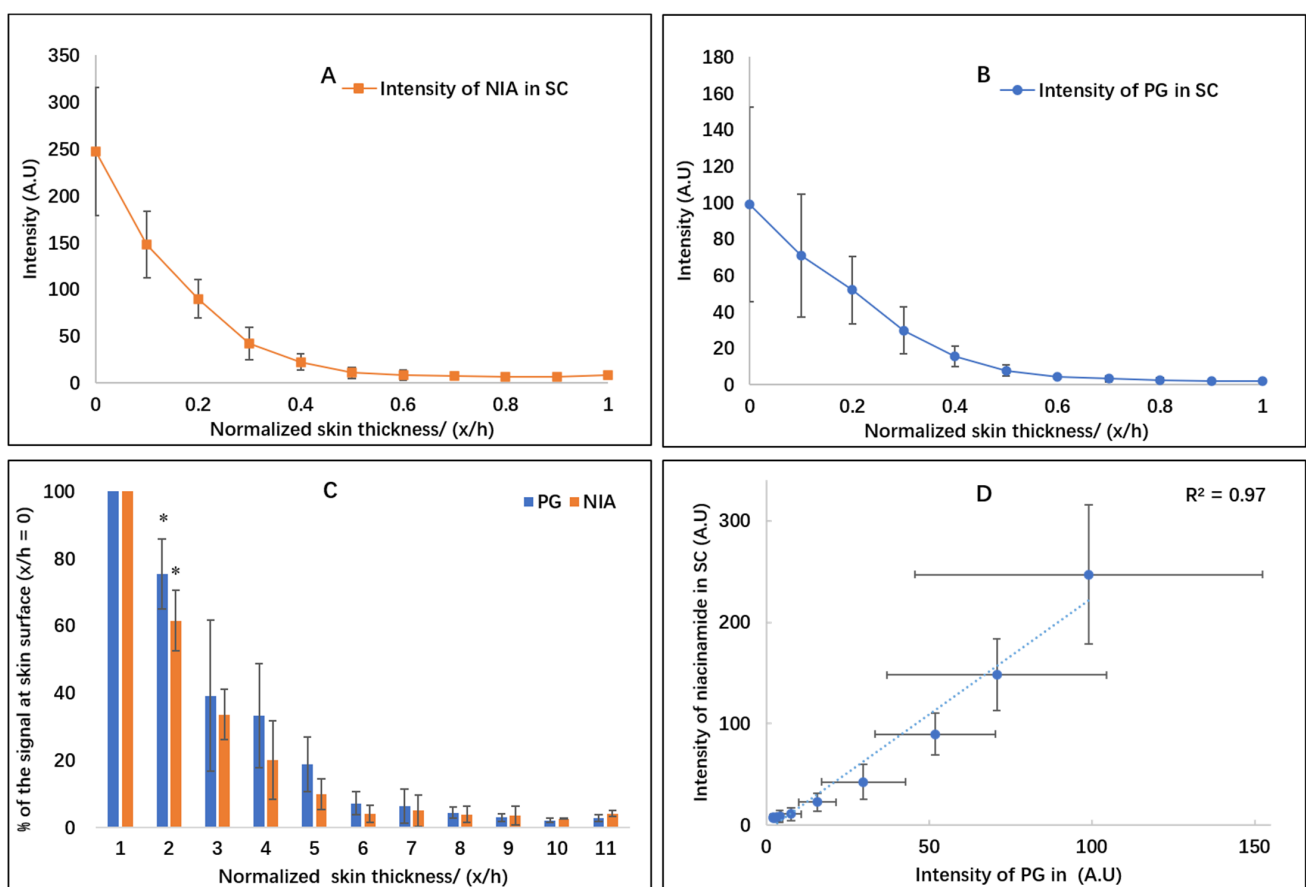 A
Intensity of NIA in SC
Intensity (A.U)
350
300
250
200
150
100
50
0
0 0.2 0.4 0.6 0.8 1
Normalized skin thickness/ (x/h)
B
Intensity of PG in SC
Intensity (A.U)
180
160
140
120
100
80
60
40
20
0
0 0.2 0.4 0.6 0.8 1
Normalized skin thickness/ (x/h)
C
PG NIA
% of the signal at skin surface (x/h = 0)
100
80
60
40
20
0
* *
1 2 3 4 5 6 7 8 9 10 11
Normalized skin thickness/ (x/h)
D
R² = 0.97
Intensity of niacinamide in SC (A.U)
300
200
100
0
0 50 100 150
Intensity of PG in (A.U)